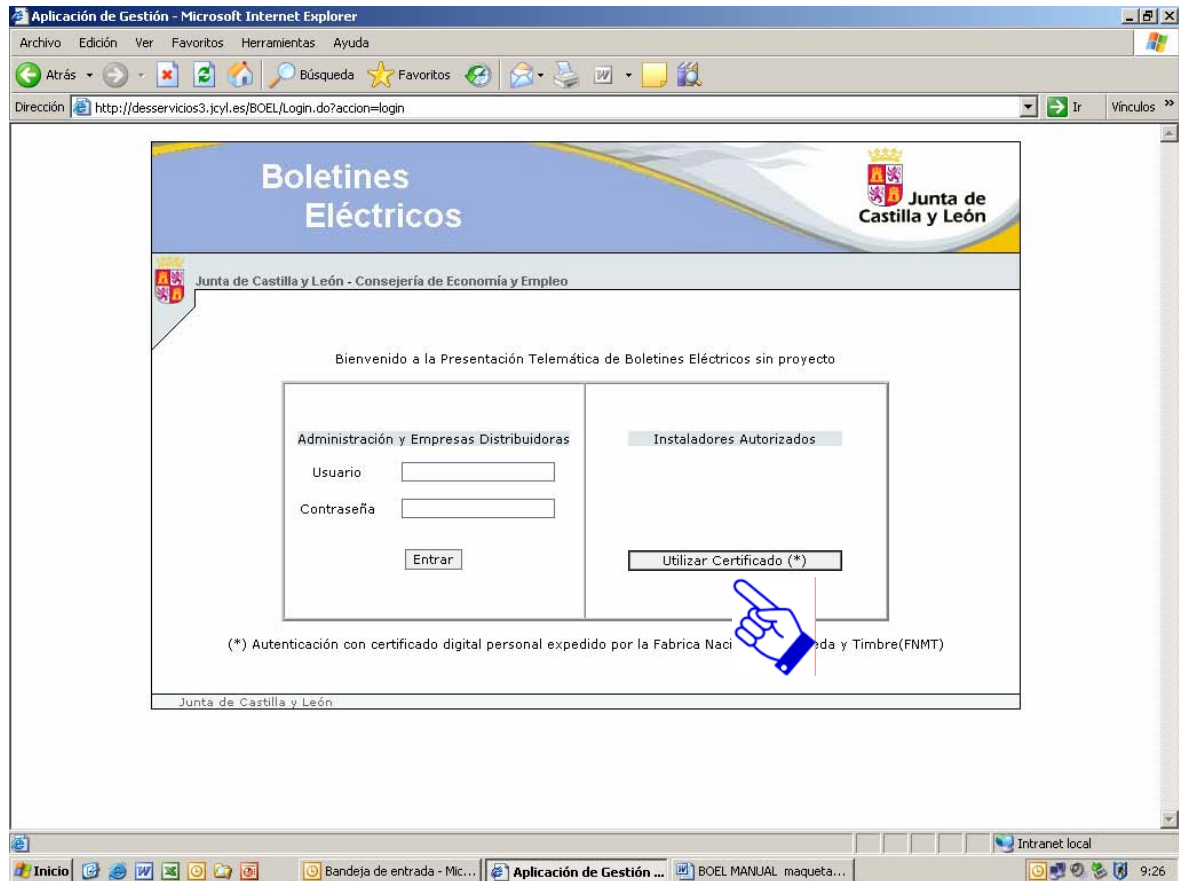 Aplicación de Gestión - Microsoft Internet Explorer
Archivo Edición Ver Favoritos Herramientas Ayuda
Atrás Búsqueda Favoritos
Dirección http://desservicios3.jcyl.es/BOEL/Login.do?accion=login Ir Vínculos »
Boletines
Eléctricos
Junta de
Castilla y León
Junta de Castilla y León - Consejería de Economía y Empleo
Bienvenido a la Presentación Telemática de Boletines Eléctricos sin proyecto
Administración y Empresas Distribuidoras
Instaladores Autorizados
Usuario
Contraseña
Entrar
Utilizar Certificado (*)
(*) Autenticación con certificado digital personal expedido por la Fabrica Naci eda y Timbre(FNMT)
Junta de Castilla y León
Intranet local
Inicio Bandeja de entrada - Mic... Aplicación de Gestión ... BOEL MANUAL maqueta... 9:26